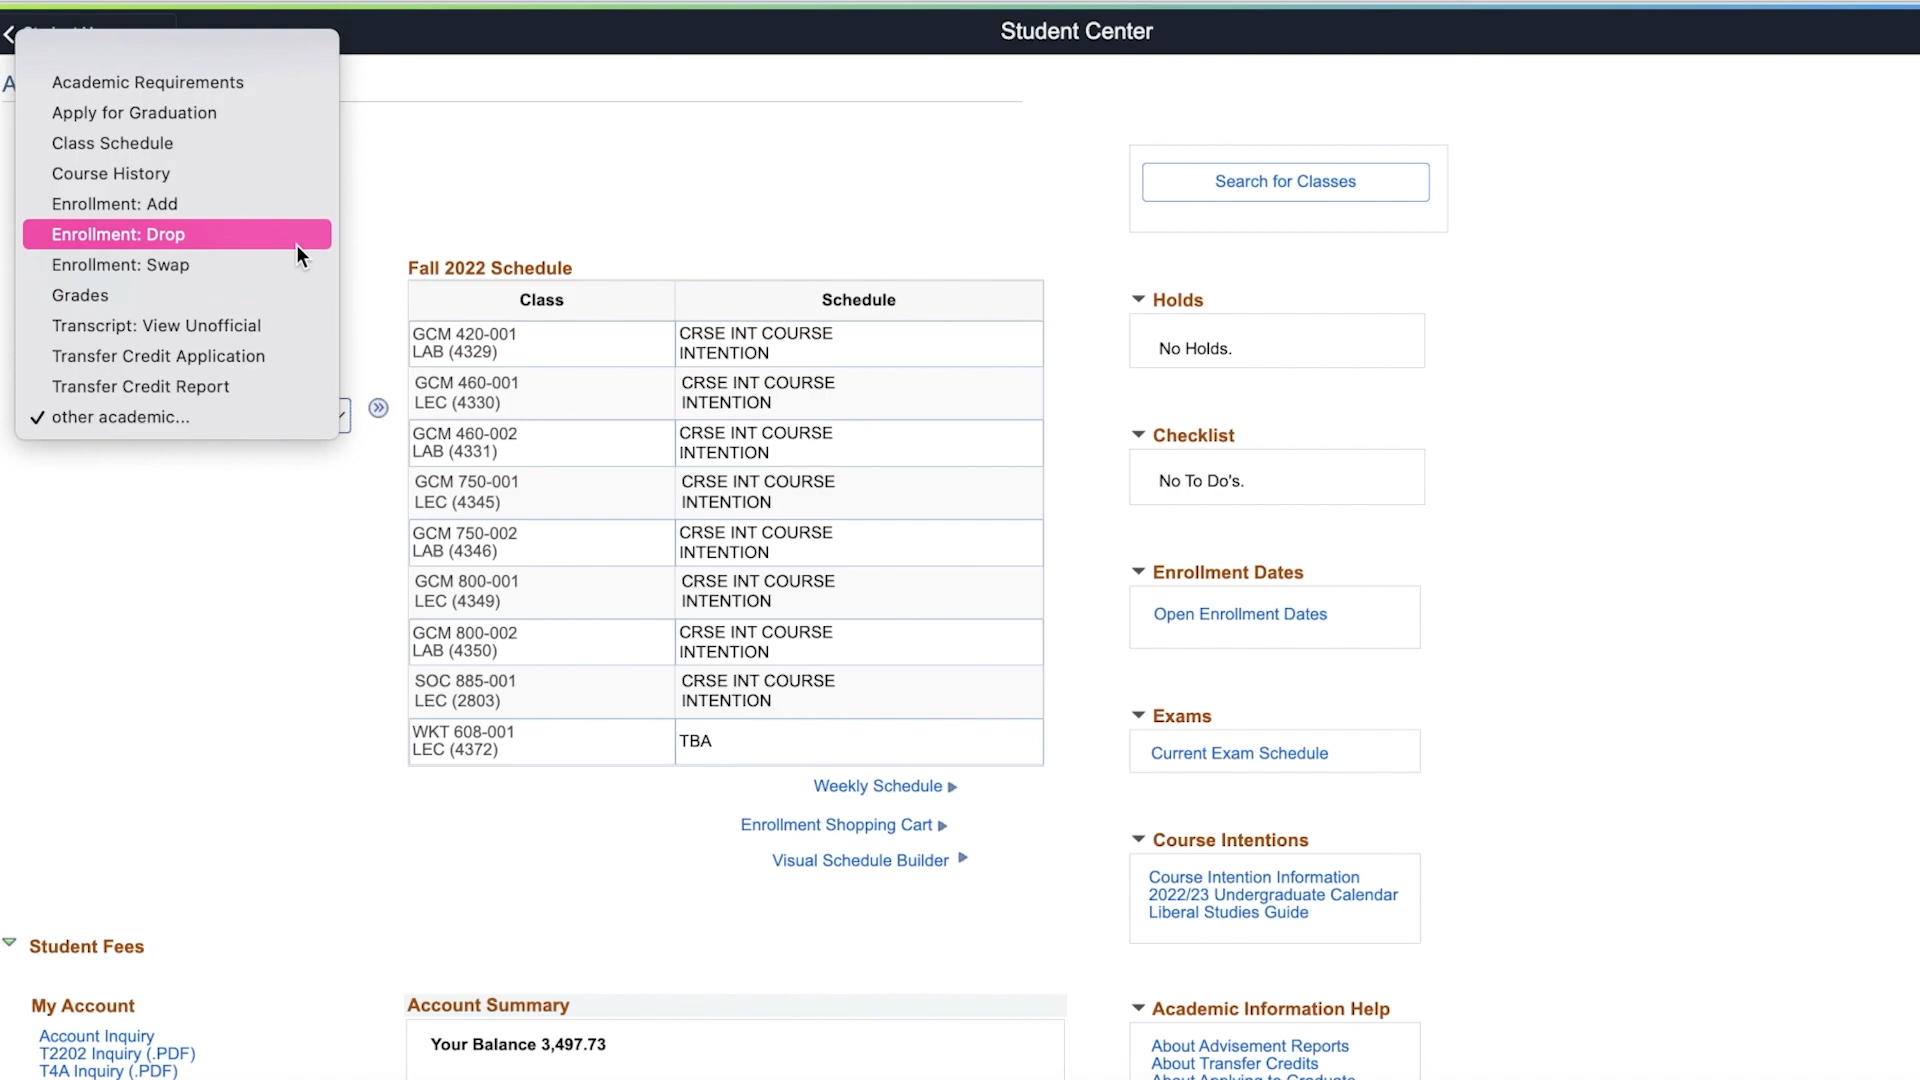 Student Center
A
Academic Requirements
Apply for Graduation
Class Schedule
Course History
Enrollment: Add
Enrollment: Drop
Enrollment: Swap
Grades
Transcript: View Unofficial
Transfer Credit Application
Transfer Credit Report
✓ other academic...
Fall 2022 Schedule
Class Schedule
GCM 420-001
LAB (4329)
CRSE INT COURSE
INTENTION
GCM 460-001
LEC (4330)
CRSE INT COURSE
INTENTION
GCM 460-002
LAB (4331)
CRSE INT COURSE
INTENTION
GCM 750-001
LEC (4345)
CRSE INT COURSE
INTENTION
GCM 750-002
LAB (4346)
CRSE INT COURSE
INTENTION
GCM 800-001
LEC (4349)
CRSE INT COURSE
INTENTION
GCM 800-002
LAB (4350)
CRSE INT COURSE
INTENTION
SOC 885-001
LEC (2803)
CRSE INT COURSE
INTENTION
WKT 608-001
LEC (4372)
TBA
Weekly Schedule
Enrollment Shopping Cart
Visual Schedule Builder
Search for Classes
Holds
No Holds.
Checklist
No To Do's.
Enrollment Dates
Open Enrollment Dates
Exams
Current Exam Schedule
Course Intentions
Course Intention Information
2022/23 Undergraduate Calendar
Liberal Studies Guide
Student Fees
My Account
Account Inquiry
T2202 Inquiry (.PDF)
T4A Inquiry (.PDF)
Account Summary
Your Balance 3,497.73
Academic Information Help
About Advisement Reports
About Transfer Credits
About Applying to Graduate